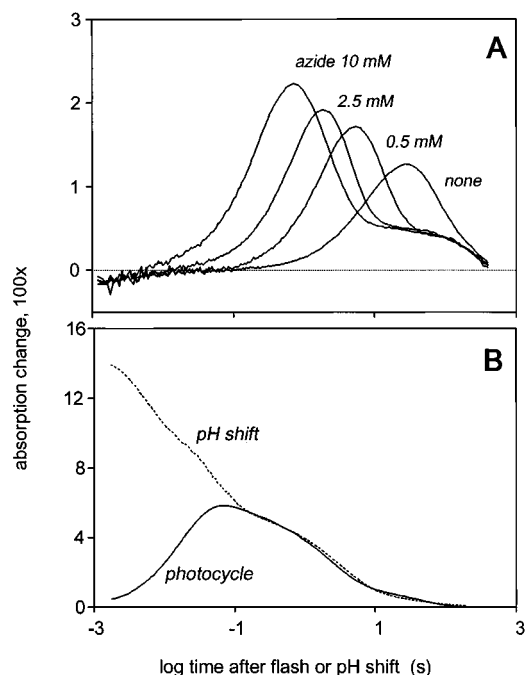 3
A
azide 10 mM
2.5 mM
2
0.5 mM
none
1
0
absorption change, 100x
16
B
12
pH shift
8
4
photocycle
0
-3
-1
1
3
log time after flash or pH shift (s)